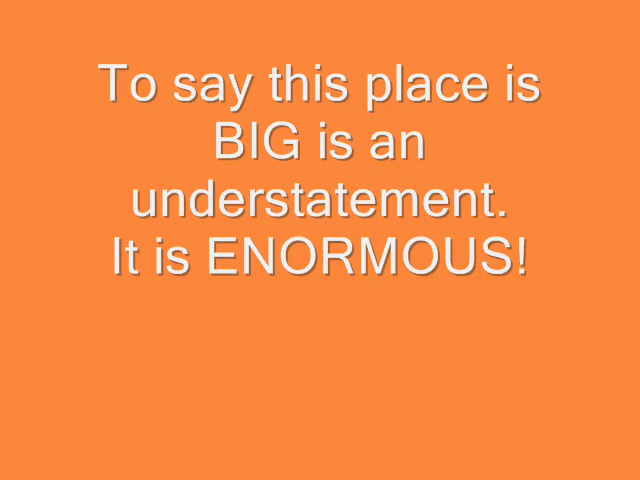 To say this place is
BIG is an
understatement.
It is ENORMOUS!